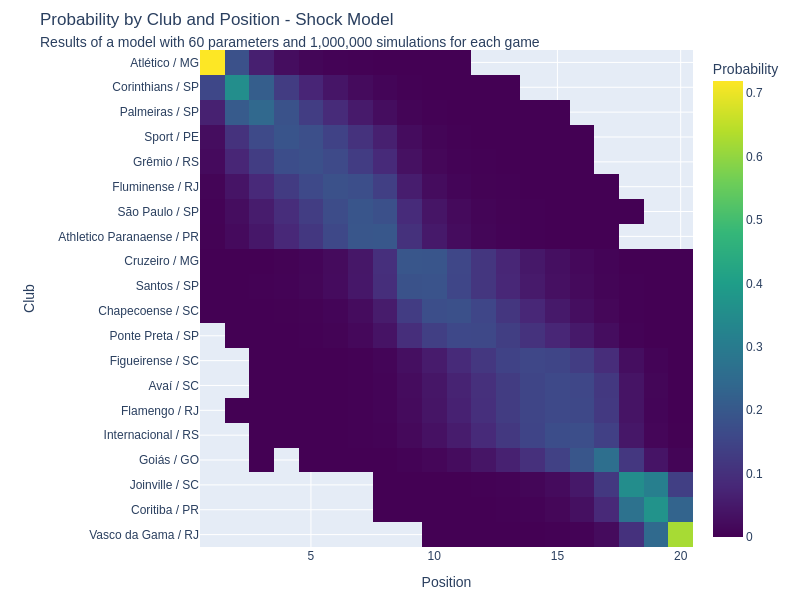 Probability by Club and Position - Shock Model
Results of a model with 60 parameters and 1,000,000 simulations for each game
Probability
Club
Atlético / MG
Corinthians / SP
Palmeiras / SP
Sport / PE
Grêmio / RS
Fluminense / RJ
São Paulo / SP
Athletico Paranaense / PR
Cruzeiro / MG
Santos / SP
Chapecoense / SC
Ponte Preta / SP
Figueirense / SC
Avaí / SC
Flamengo / RJ
Internacional / RS
Goiás / GO
Joinville / SC
Coritiba / PR
Vasco da Gama / RJ
0.7
0.6
0.5
0.4
0.3
0.2
0.1
0
5 10 15 20
Position